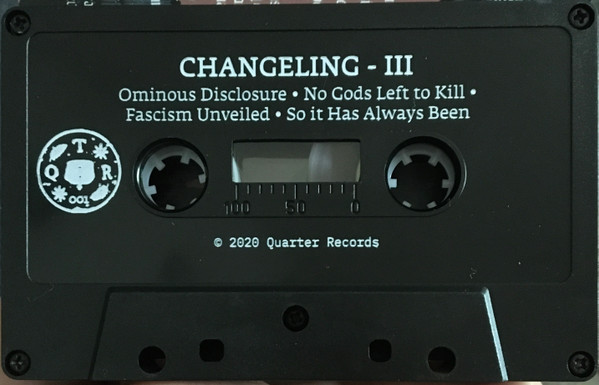 CHANGELING - III
Ominous Disclosure • No Gods Left to Kill •
Fascism Unveiled • So it Has Always Been
T
Q R.
001
100 50 0
© 2020 Quarter Records